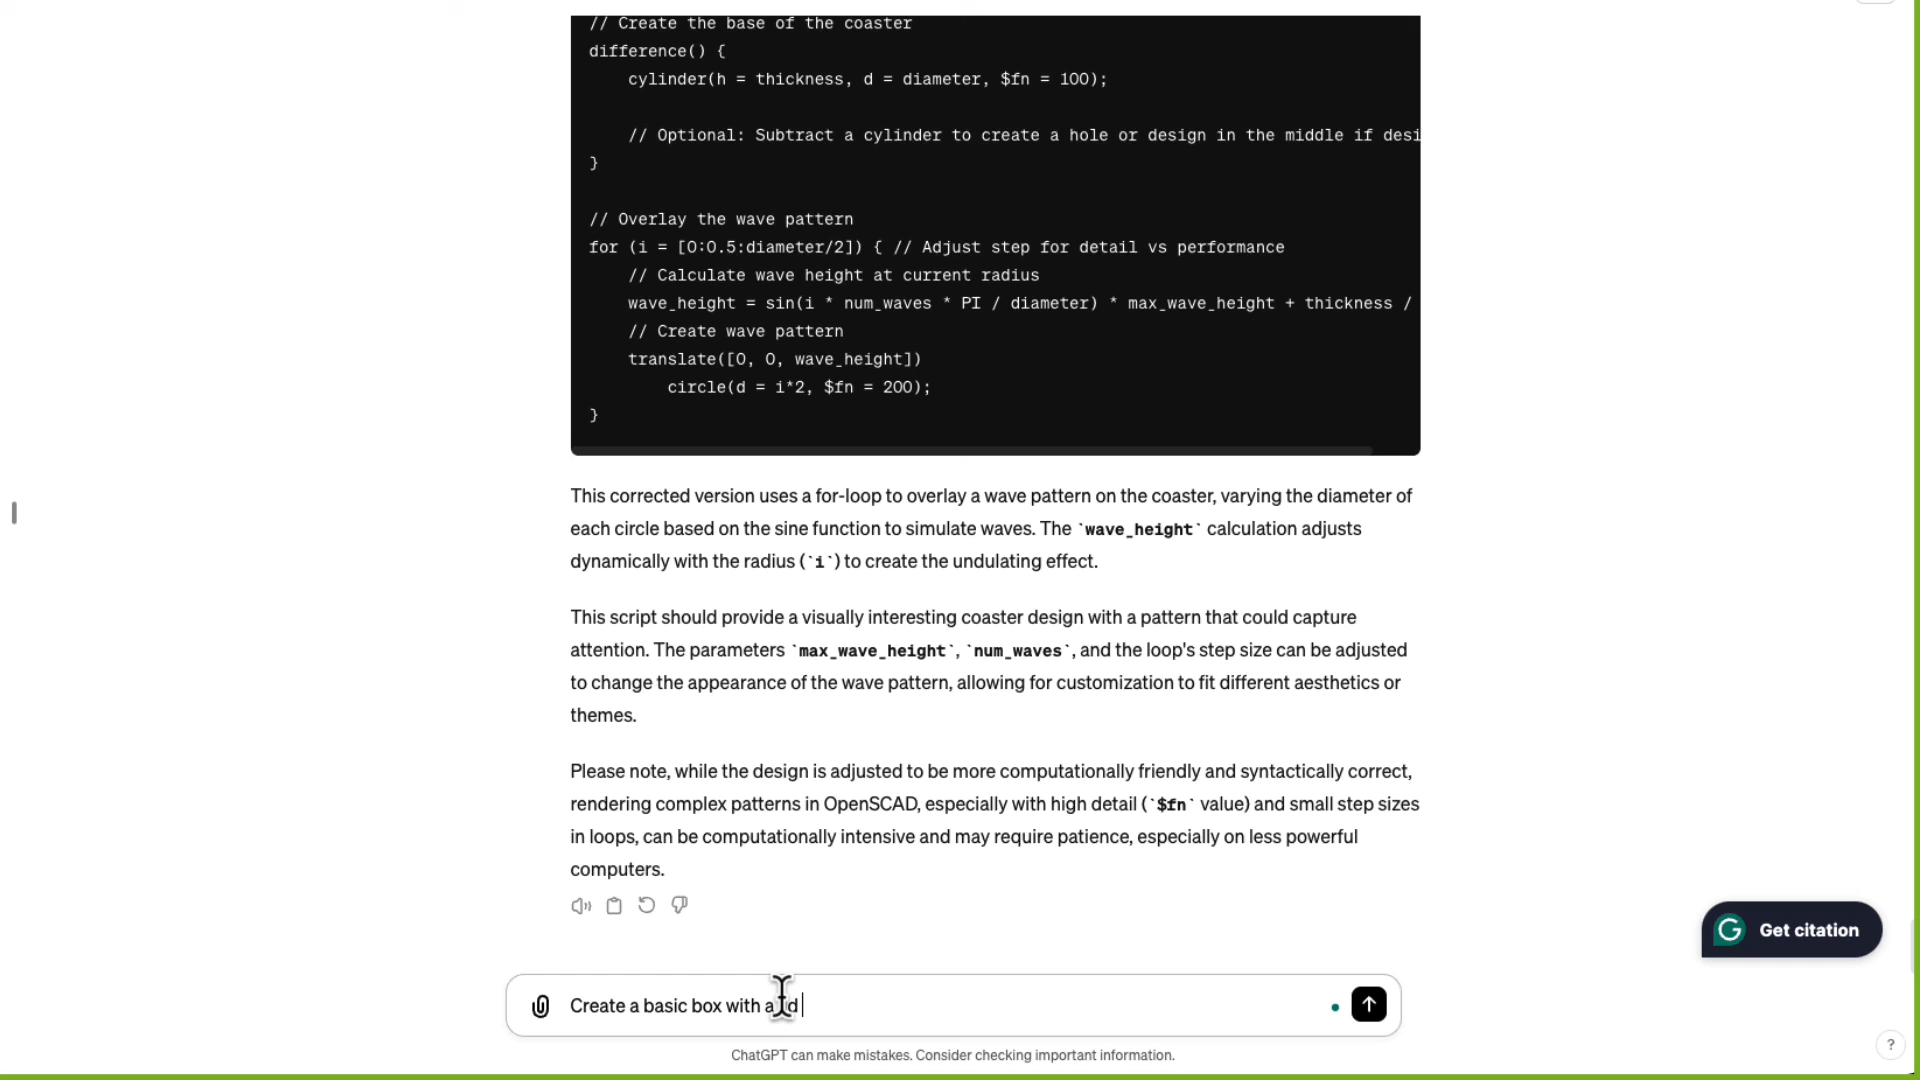 // Create the base of the coaster
difference() {
    cylinder(h = thickness, d = diameter, $fn = 100);
    // Optional: Subtract a cylinder to create a hole or design in the middle if desi
}
// Overlay the wave pattern
for (i = [0:0.5:diameter/2]) { // Adjust step for detail vs performance
    // Calculate wave height at current radius
    wave_height = sin(i * num_waves * PI / diameter) * max_wave_height + thickness /
    // Create wave pattern
    translate([0, 0, wave_height])
        circle(d = i*2, $fn = 200);
}
This corrected version uses a for-loop to overlay a wave pattern on the coaster, varying the diameter of
each circle based on the sine function to simulate waves. The `wave_height` calculation adjusts
dynamically with the radius (`i`) to create the undulating effect.
This script should provide a visually interesting coaster design with a pattern that could capture
attention. The parameters `max_wave_height`, `num_waves`, and the loop's step size can be adjusted
to change the appearance of the wave pattern, allowing for customization to fit different aesthetics or
themes.
Please note, while the design is adjusted to be more computationally friendly and syntactically correct,
rendering complex patterns in OpenSCAD, especially with high detail (`$fn` value) and small step sizes
in loops, can be computationally intensive and may require patience, especially on less powerful
computers.
Get citation
Create a basic box with a
ChatGPT can make mistakes. Consider checking important information.
?